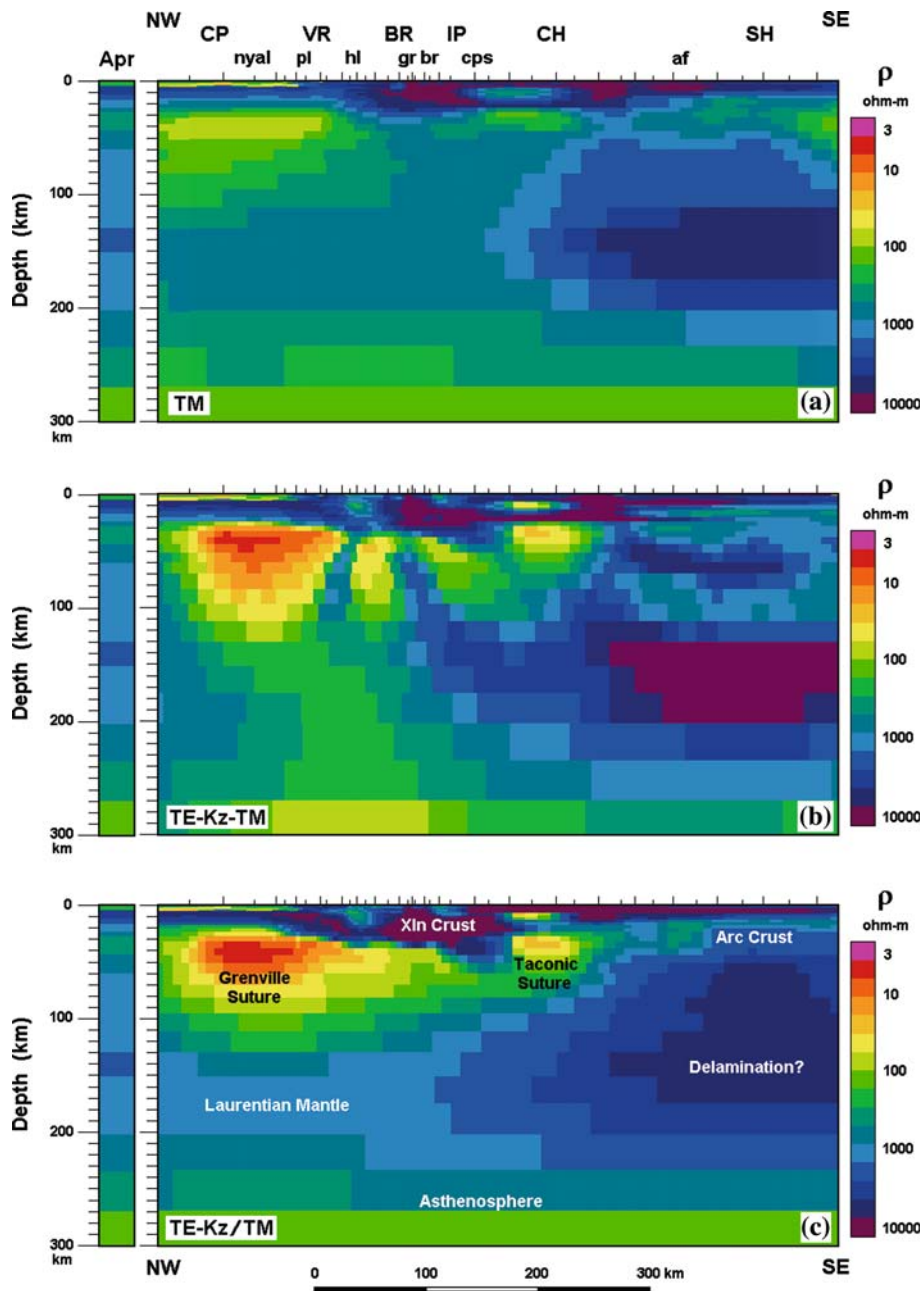 NW SE
CP VR BR IP CH SH
Apr nyal pl hl gr br cps af
0 0
Depth (km)
100
200
300
km
ρ
ohm-m
3
10
100
1000
10000
TM
(a)
0 0
Depth (km)
100
200
300
km
ρ
ohm-m
3
10
100
1000
10000
TE-Kz-TM
(b)
0 0
Depth (km)
100
200
300
km
ρ
ohm-m
3
10
100
1000
10000
Xln Crust
Arc Crust
Grenville
Suture
Taconic
Suture
Delamination?
Laurentian Mantle
Asthenosphere
TE-Kz/TM
(c)
NW SE
0 100 200 300 km